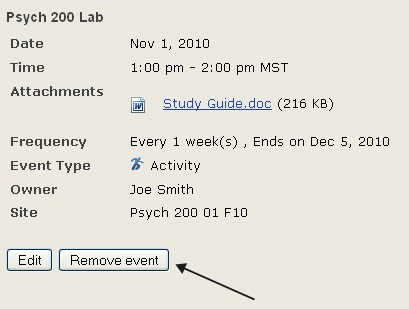 Psych 200 Lab
Date Nov 1, 2010
Time 1:00 pm - 2:00 pm MST
Attachments
Study Guide.doc (216 KB)
Frequency Every 1 week(s) , Ends on Dec 5, 2010
Event Type Activity
Owner Joe Smith
Site Psych 200 01 F10
Edit Remove event